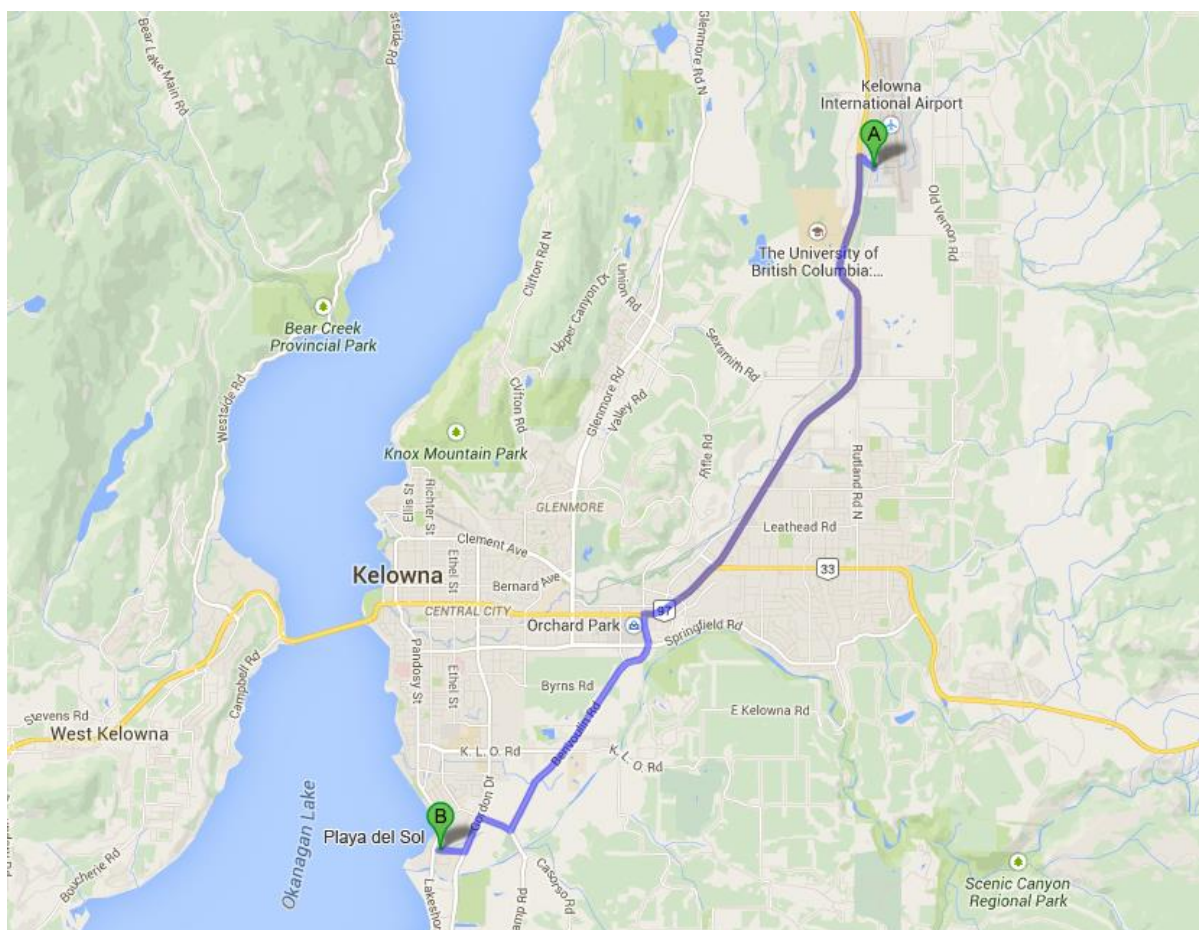 Bear Lake Main Rd
Westside Rd
Glenmore Rd N
Kelowna
International Airport
A
Old Vernon Rd
The University of
British Columbia:...
Clifton Rd N
Union Rd
Upper Canyon Dr
Bear Creek
Provincial Park
Sexsmith Rd
Westside Rd
Clifton Rd
Glenmore Rd
Valley Rd
Knox Mountain Park
Dilworth
Rifle Rd
Rutland Rd N
Ellis St
Richter St
GLENMORE
Leathead Rd
Clement Ave
Kelowna
Ethel St
Bernard Ave
33
CENTRAL CITY
97
Orchard Park
Springfield Rd
Campbell Rd
Pandosy St
Ethel St
Byrns Rd
E Kelowna Rd
Stevens Rd
West Kelowna
Benvoulin Rd
K. L. O. Rd
K. L. O. Rd
Gordon Dr
B
Playa del Sol
Okanagan Lake
Boucherie Rd
Casorso Rd
Scenic Canyon
Regional Park